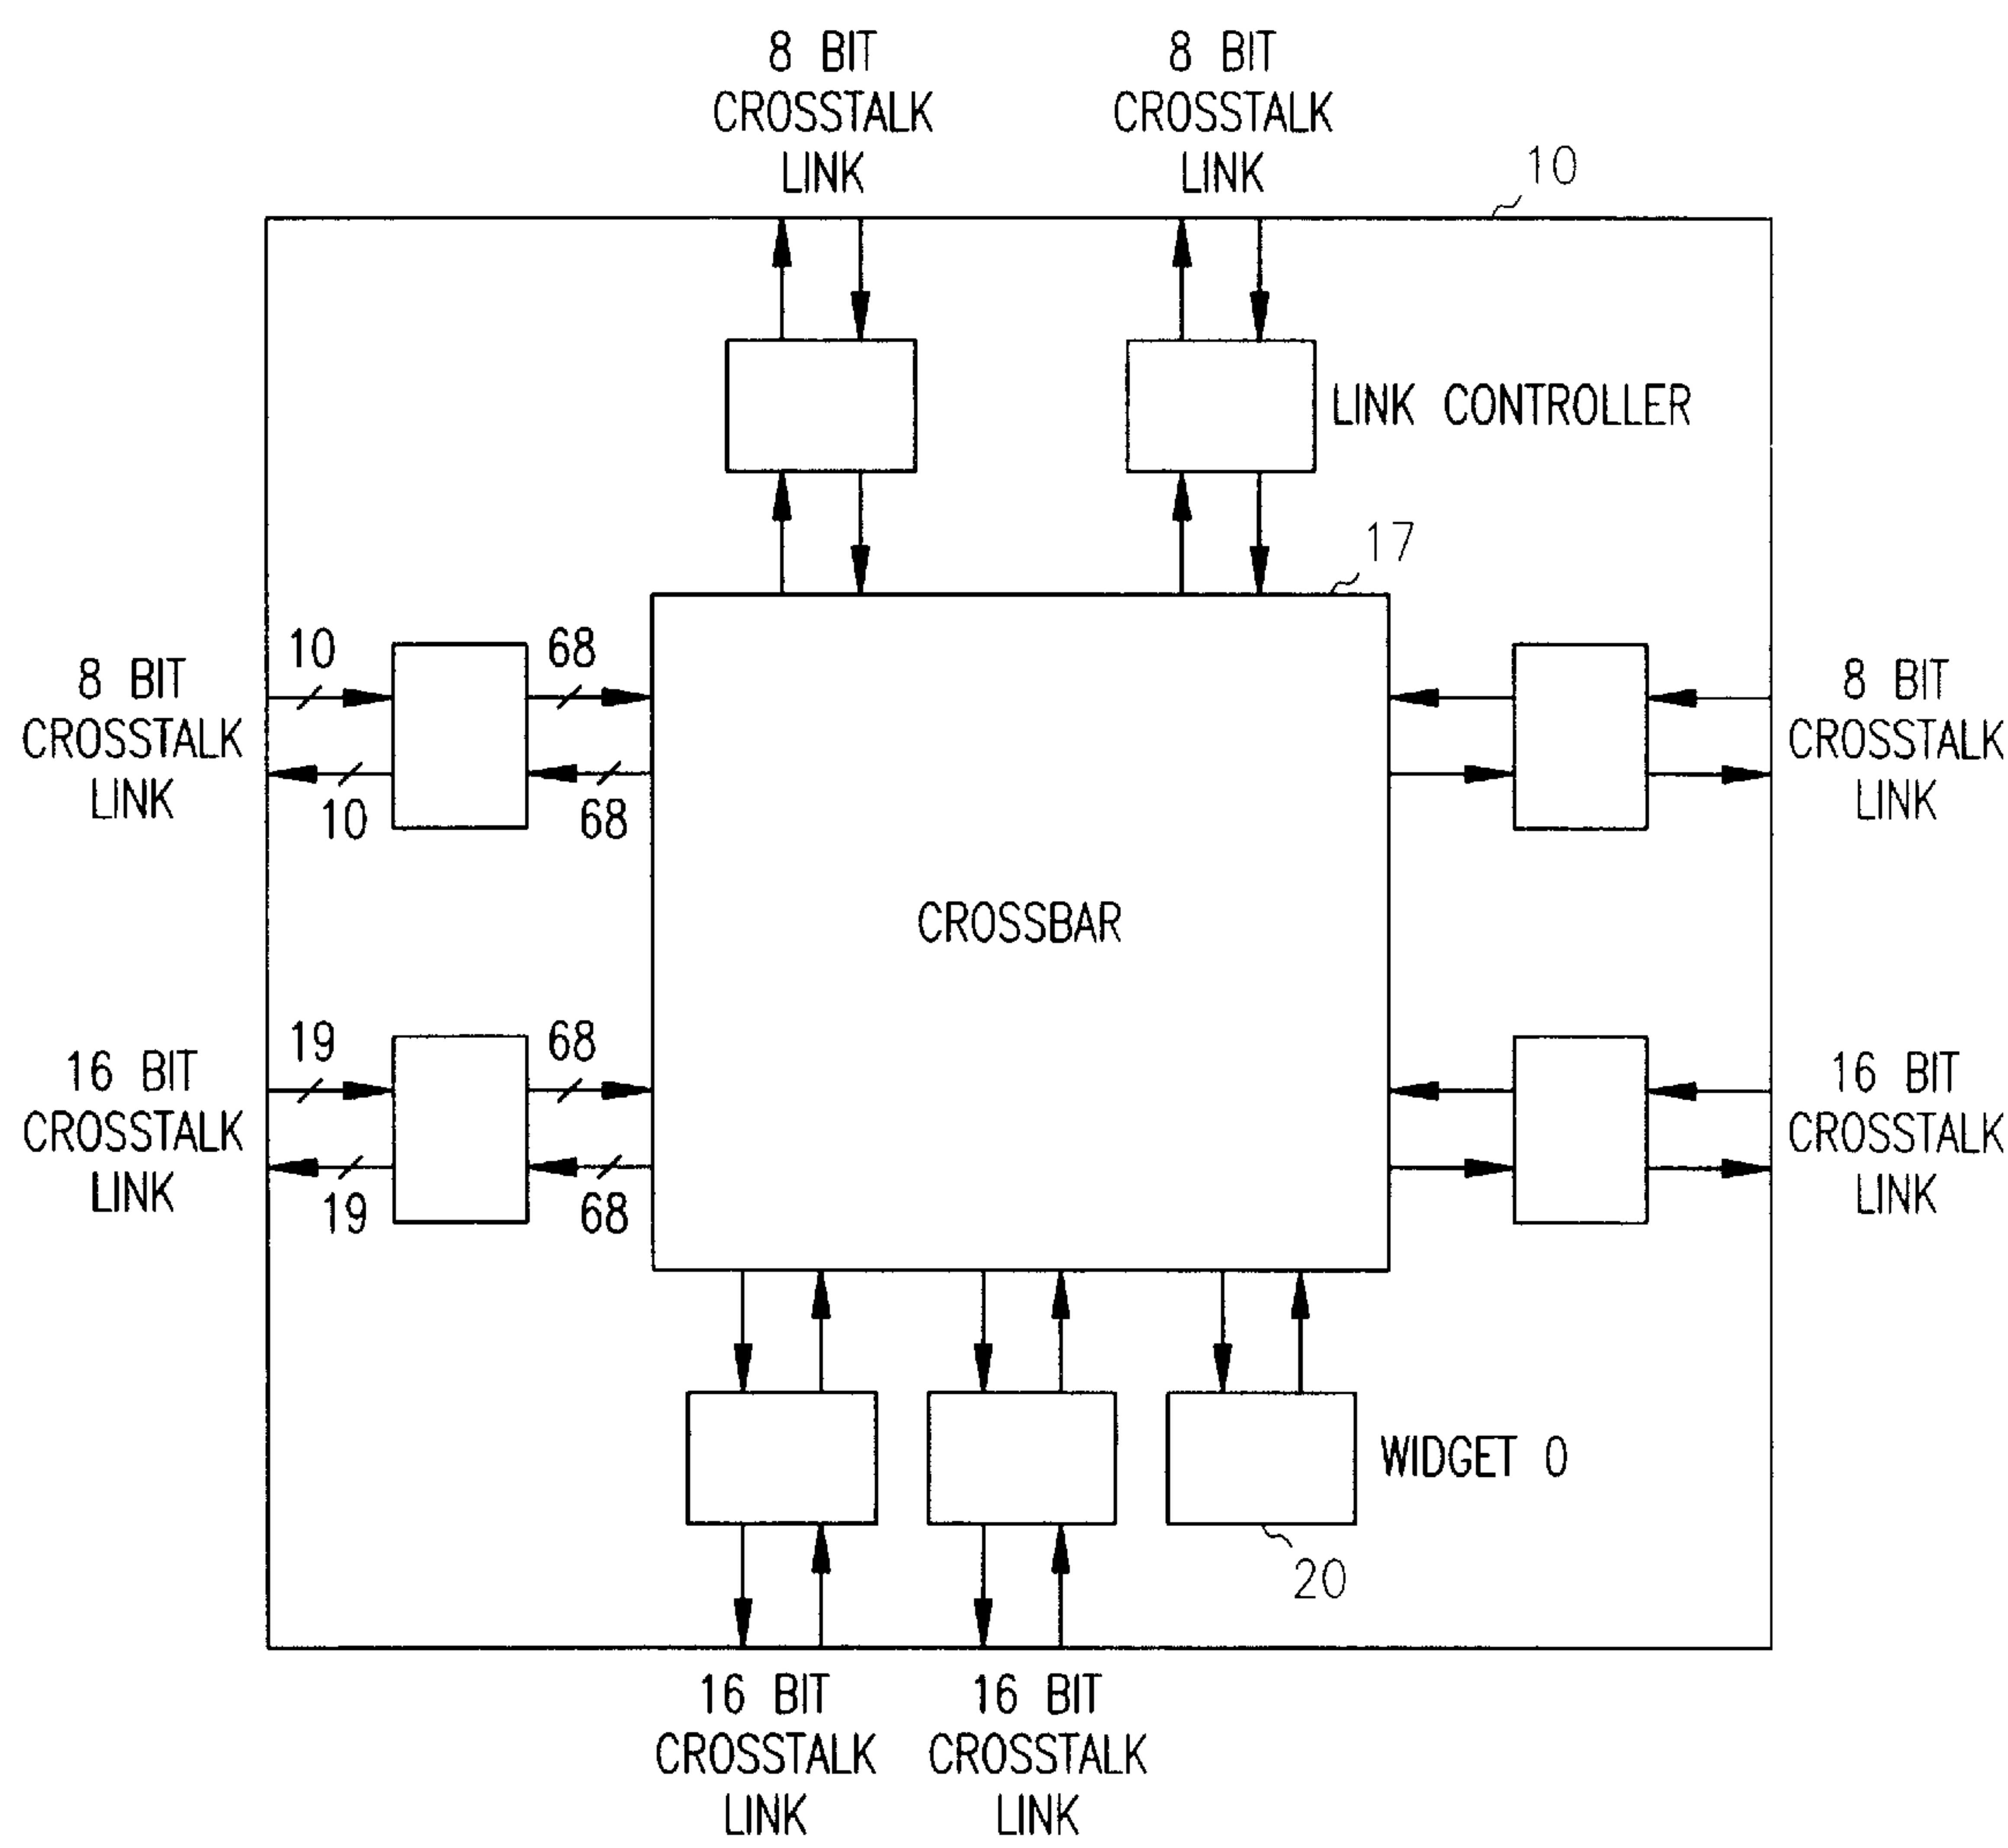 8 BIT
CROSSTALK
LINK
8 BIT
CROSSTALK
LINK
10
LINK CONTROLLER
17
8 BIT
CROSSTALK
LINK
10
68
10
68
8 BIT
CROSSTALK
LINK
CROSSBAR
16 BIT
CROSSTALK
LINK
19
68
19
68
16 BIT
CROSSTALK
LINK
WIDGET 0
20
16 BIT
CROSSTALK
LINK
16 BIT
CROSSTALK
LINK